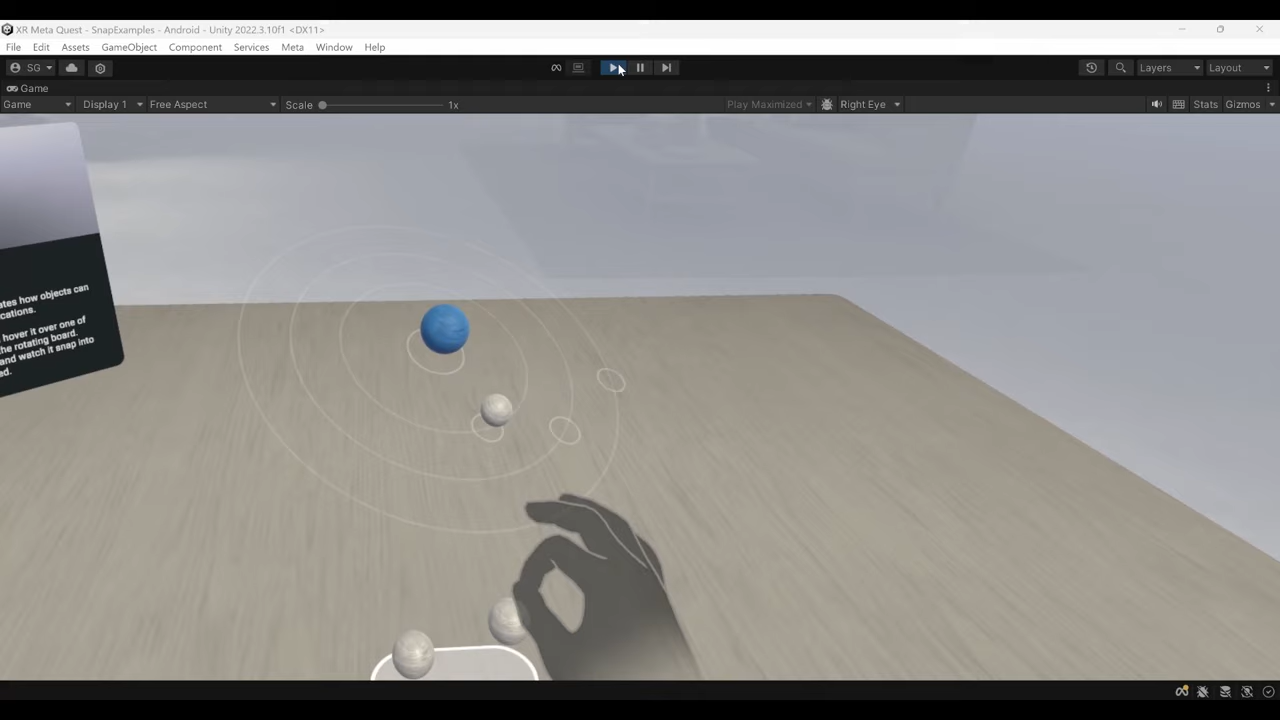 XR Meta Quest - SnapExamples - Android - Unity 2022.3.10f1 <DX11>
File Edit Assets GameObject Component Services Meta Window Help
SG Layers Layout
Game
Game Display 1 Free Aspect Scale 1x Play Maximized Right Eye Stats Gizmos
ates how objects can
cations.
hover it over one of
the rotating board.
and watch it snap into
ed.